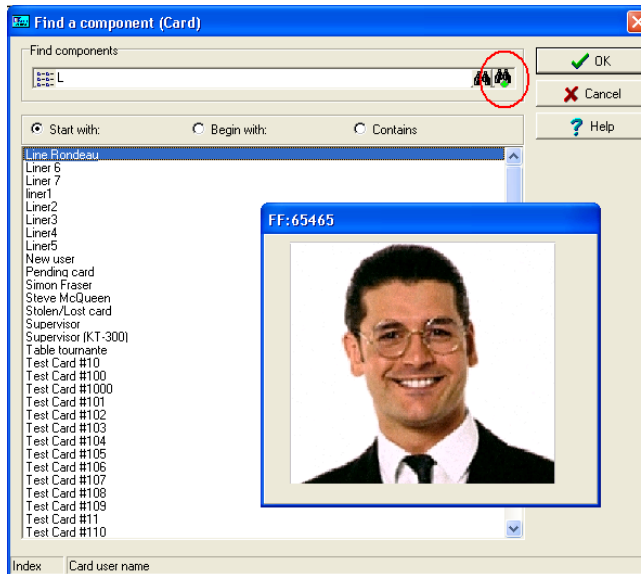 Find a component (Card)
Find components
L
OK
Cancel
? Help
Start with:
Begin with:
Contains
Line Rondeau
Liner 6
Liner 7
liner1
Liner2
Liner3
Liner4
Liner5
New user
Pending card
Simon Fraser
Steve McQueen
Stolen/Lost card
Supervisor
Supervisor (KT-300)
Table tournante
Test Card #10
Test Card #100
Test Card #1000
Test Card #101
Test Card #102
Test Card #103
Test Card #104
Test Card #105
Test Card #106
Test Card #107
Test Card #108
Test Card #109
Test Card #11
Test Card #110
FF:65465
Index
Card user name